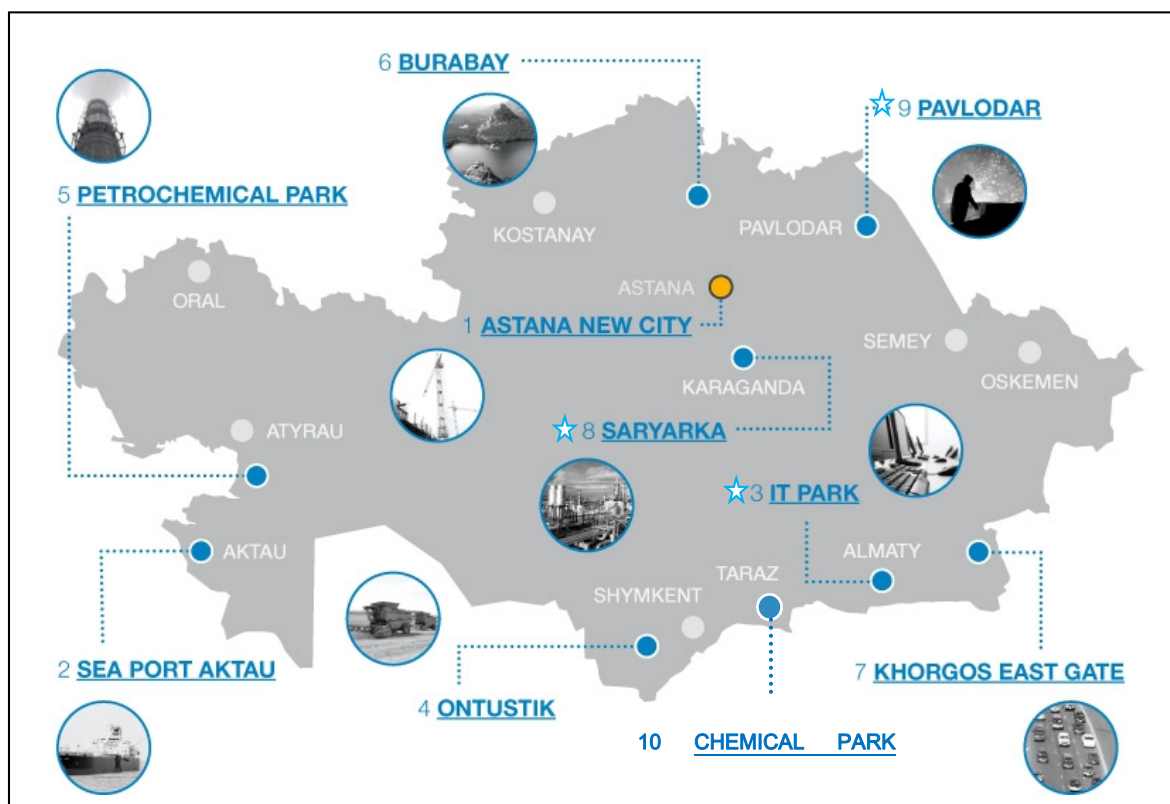 6 BURABAY
9 PAVLODAR
5 PETROCHEMICAL PARK
KOSTANAY
PAVLODAR
ORAL
ASTANA
1 ASTANA NEW CITY
SEMEY
OSKEMEN
KARAGANDA
ATYRAU
8 SARYARKA
3 IT PARK
AKTAU
ALMATY
TARAZ
SHYMKENT
2 SEA PORT AKTAU
7 KHORGOS EAST GATE
4 ONTUSTIK
10 CHEMICAL PARK